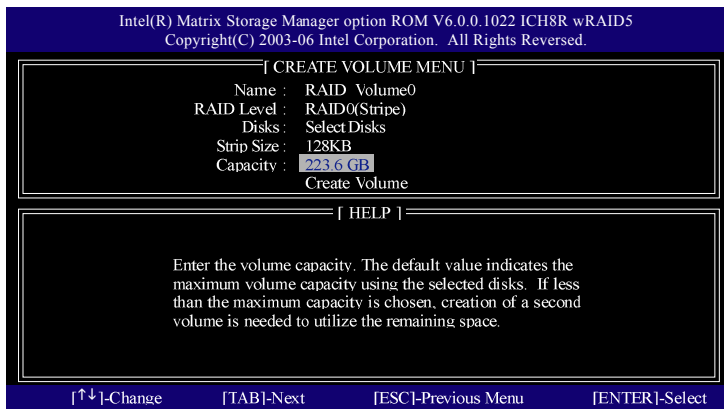 Intel(R) Matrix Storage Manager option ROM V6.0.0.1022 ICH8R wRAID5
Copyright(C) 2003-06 Intel Corporation. All Rights Reversed.
[ CREATE VOLUME MENU ]
Name : RAID_Volume0
RAID Level : RAID0(Stripe)
Disks : Select Disks
Strip Size : 128KB
Capacity : 223.6 GB
Create Volume
[ HELP ]
Enter the volume capacity. The default value indicates the
maximum volume capacity using the selected disks. If less
than the maximum capacity is chosen, creation of a second
volume is needed to utilize the remaining space.
[↑↓]-Change [TAB]-Next [ESC]-Previous Menu [ENTER]-Select